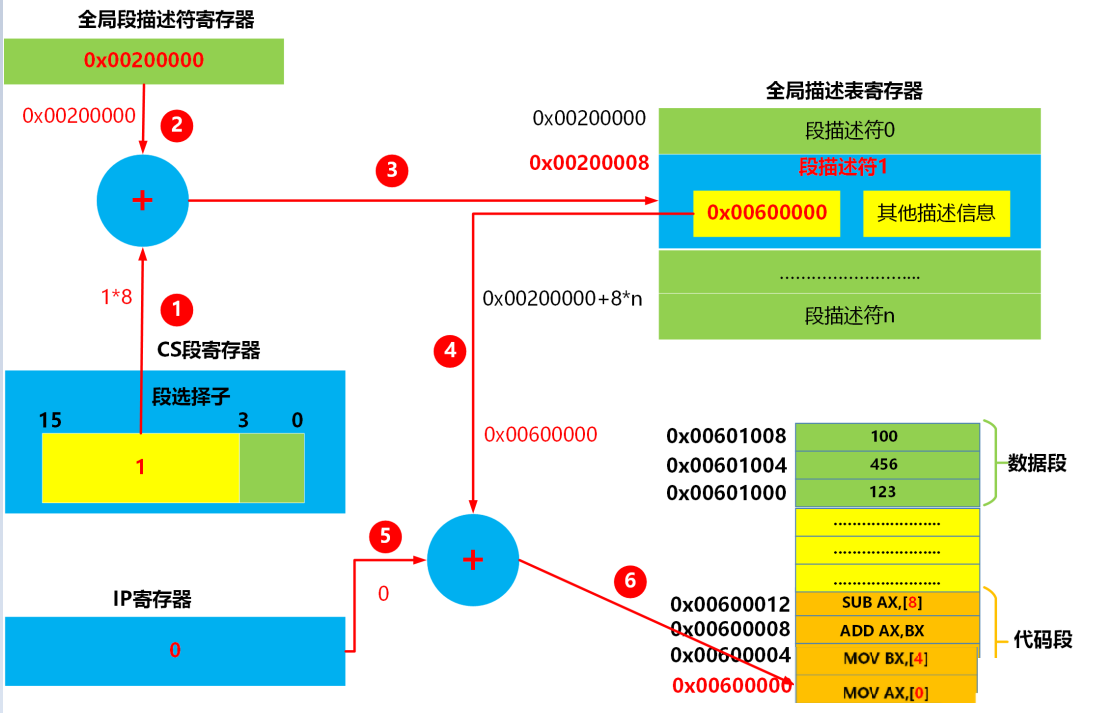 全局段描述符寄存器
0x00200000
0x00200000
2
+
1*8
1
CS段寄存器
段选择子
15 3 0
1
IP寄存器
0
3
全局描述表寄存器
0x00200000
段描述符0
0x00200008
段描述符1
0x00600000
其他描述信息
...........................
0x00200000+8*n
段描述符n
4
0x00600000
5
0
+
6
0x00601008
100
0x00601004
456
0x00601000
123
数据段
.......................
.......................
.......................
0x00600012
SUB AX,[8]
0x00600008
ADD AX,BX
0x00600004
MOV BX,[4]
0x00600000
MOV AX,[0]
代码段